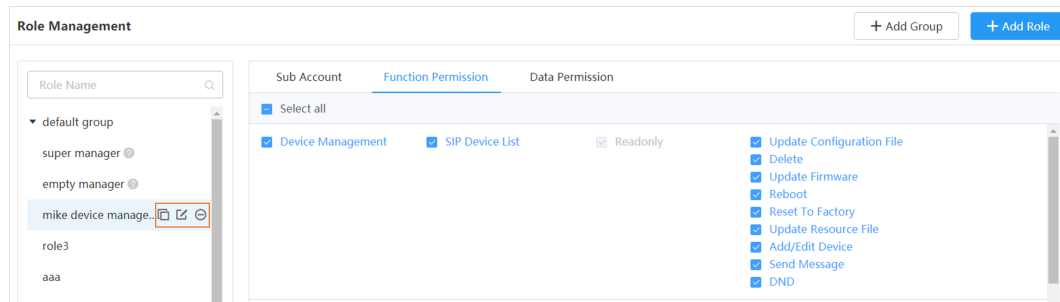 Role Management
+ Add Group
+ Add Role
Role Name
default group
super manager
empty manager
mike device manage...
role3
aaa
Sub Account Function Permission Data Permission
Select all
Device Management SIP Device List Readonly Update Configuration File
Delete
Update Firmware
Reboot
Reset To Factory
Update Resource File
Add/Edit Device
Send Message
DND